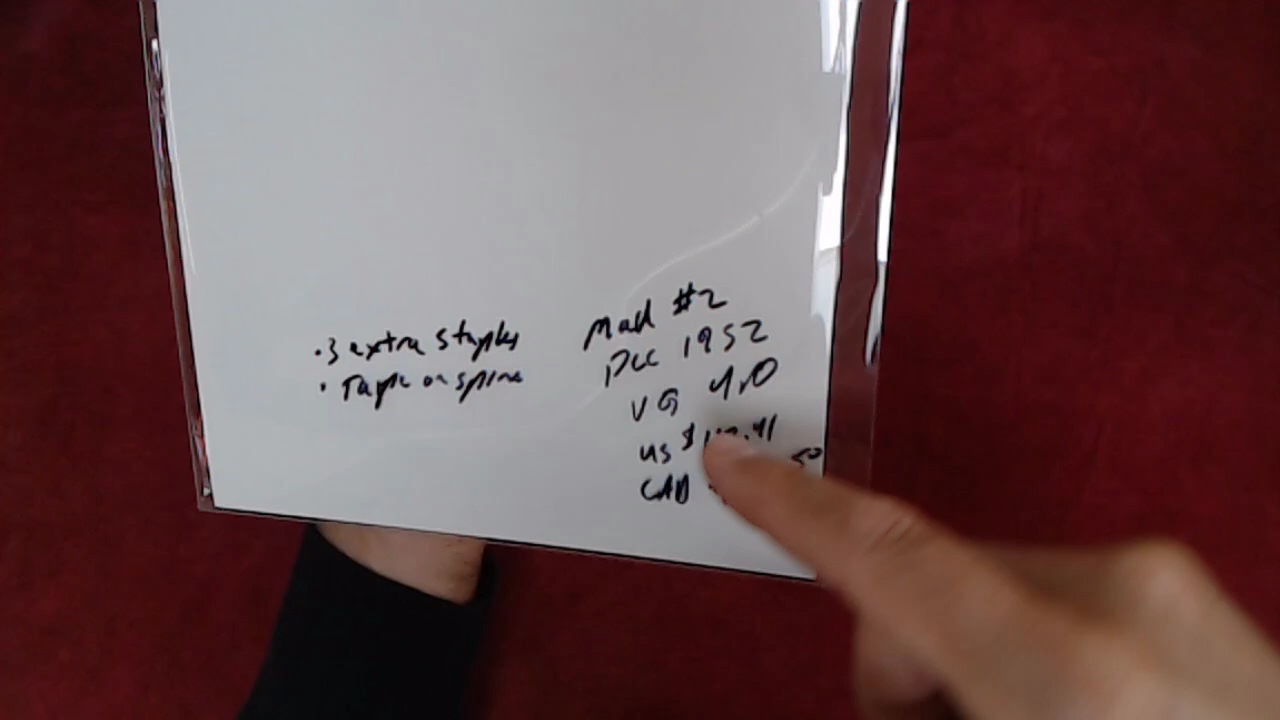 • 3 extra staples
• Tape on spine
Mad #2
Dec 1952
VG 4.0
US $
CAD